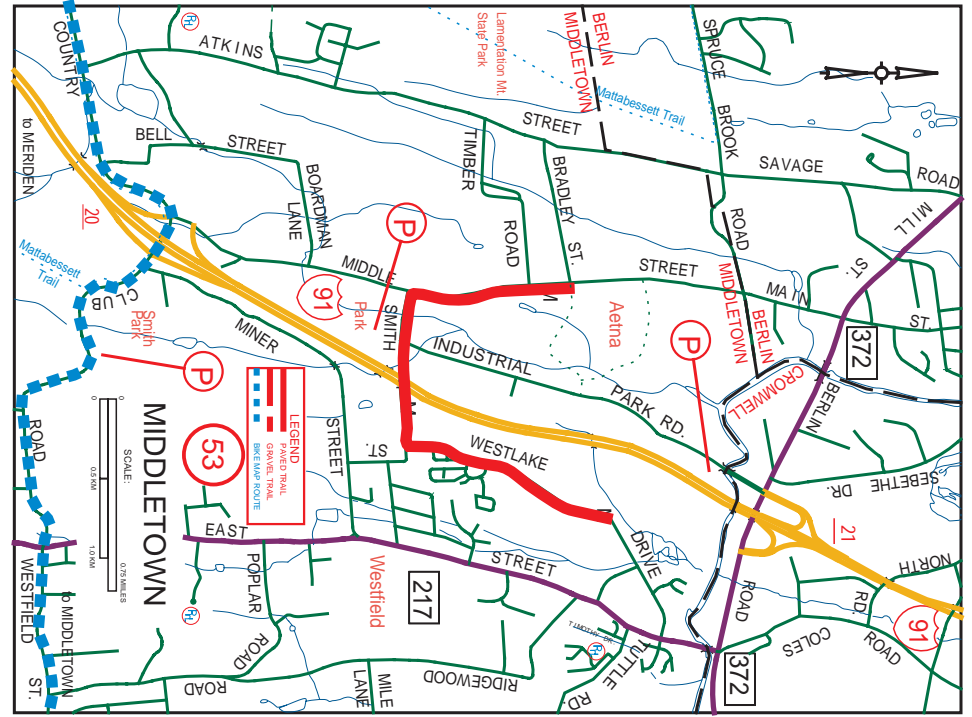 COUNTRY
ATKINS
Lamentation Mt.
State Park
BERLIN
MIDDLETOWN
SPRUCE
Mattabessett Trail
BROOK
STREET
SAVAGE
ROAD
MILL
to MERIDEN
BELL
STREET
TIMBER
BRADLEY
BOARDMAN
LANE
ROAD
ST.
ROAD
ST.
20
P
MIDDLE
STREET
MIDDLETOWN
BERLIN
MAIN
ST.
Mattabessett
Trail
CLUB
91
Park
SMITH
M
Aetna
P
372
Smith
Park
MINER
INDUSTRIAL
PARK RD.
CROMWELL
BERLIN
P
LEGEND
PAVED TRAIL
GRAVEL TRAIL
BIKE MAP ROUTE
M
WESTLAKE
SEBETHE
DR.
ROAD
MIDDLETOWN
SCALE:
0
0
0.5 KM
1.0 KM
0.75 MILES
53
STREET
ST.
M
21
EAST
STREET
DRIVE
NORTH
WESTFIELD
ST.
to MIDDLETOWN
POPLAR
ROAD
Westfield
217
TIMOTHY DR.
TUTTLE
RD.
ROAD
COLES
ROAD
RD.
91
ROAD
MILE
LANE
RIDGEWOOD
372